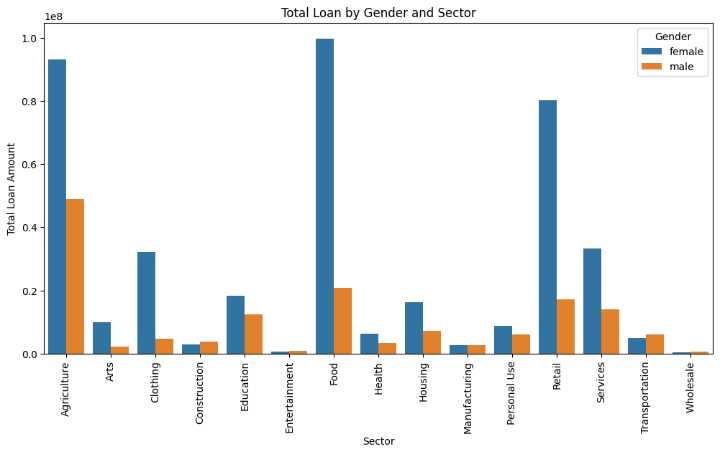 Total Loan by Gender and Sector
1e8
Gender
female
male
1.0
0.8
0.6
0.4
0.2
0.0
Total Loan Amount
Agriculture
Arts
Clothing
Construction
Education
Entertainment
Food
Health
Housing
Manufacturing
Personal Use
Retail
Services
Transportation
Wholesale
Sector